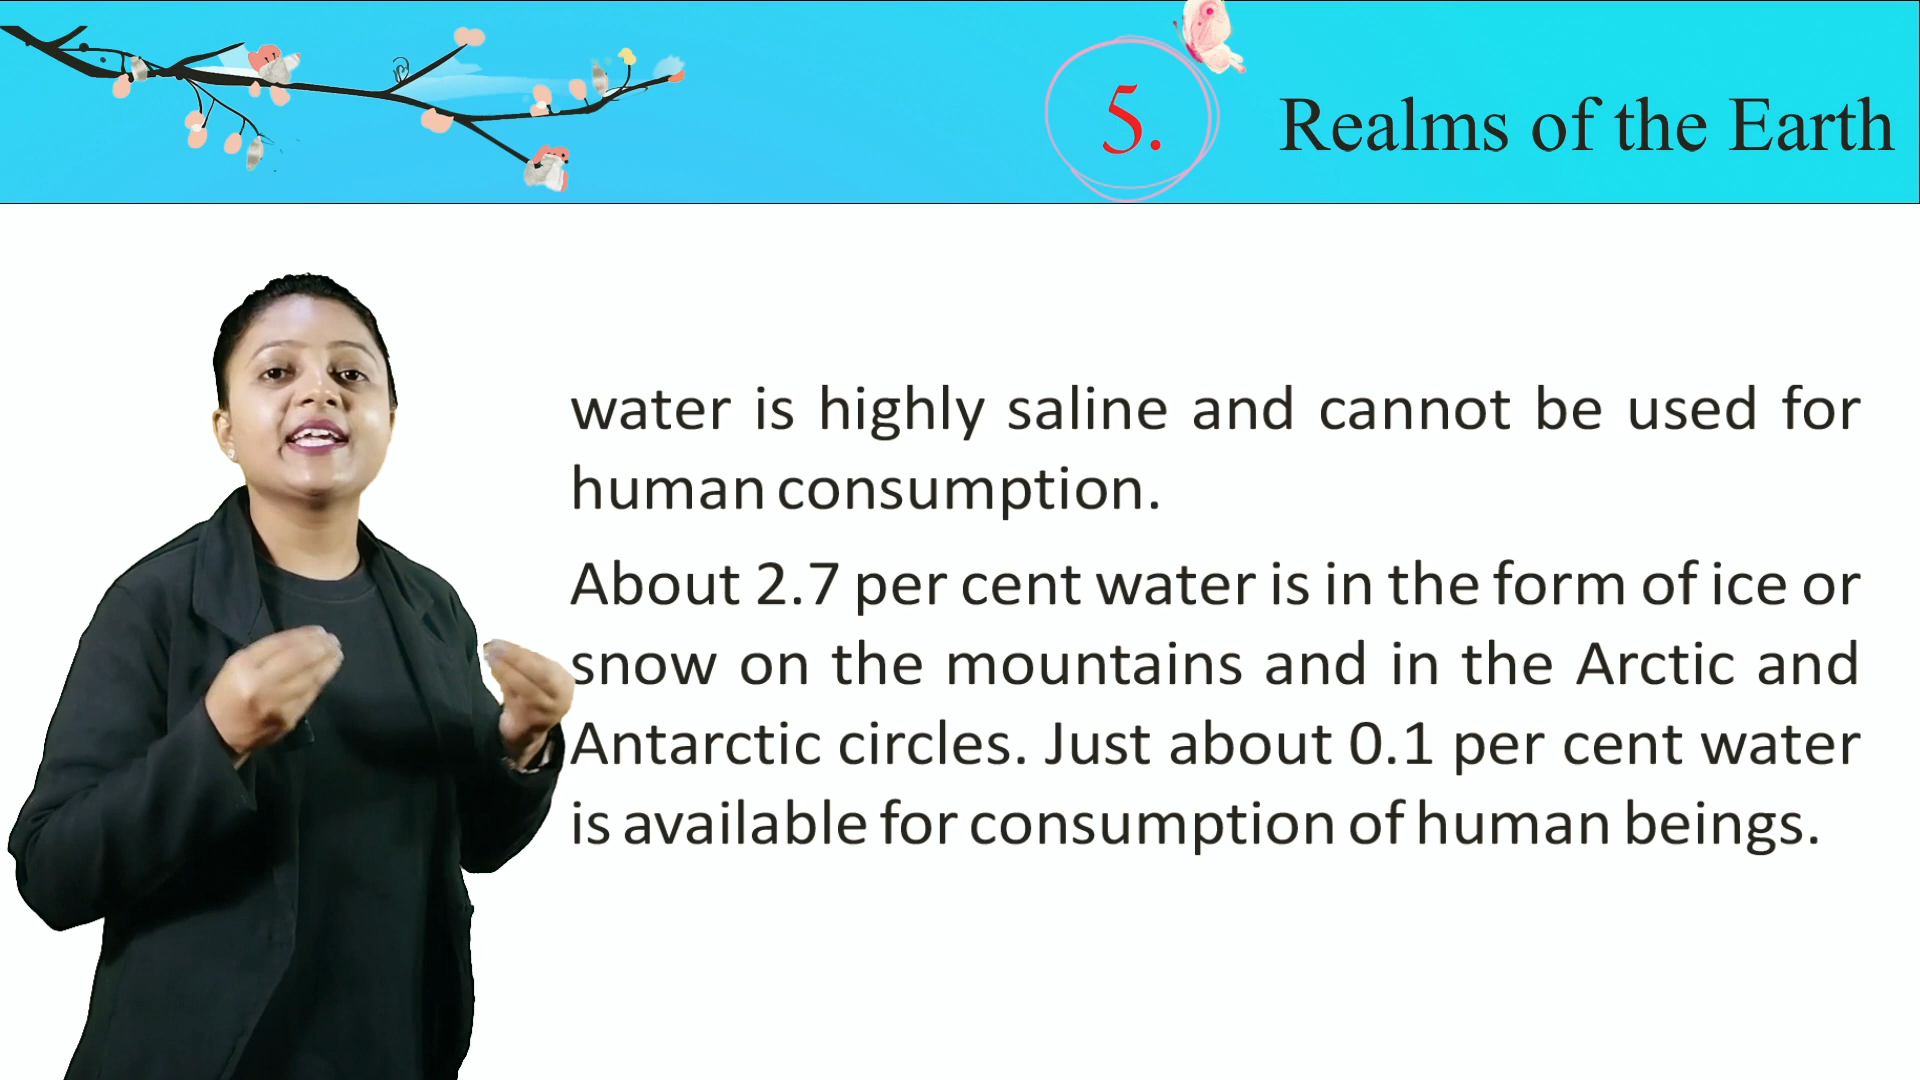 5.
Realms of the Earth
water is highly saline and cannot be used for
human consumption.
About 2.7 per cent water is in the form of ice or
snow on the mountains and in the Arctic and
Antarctic circles. Just about 0.1 per cent water
is available for consumption of human beings.